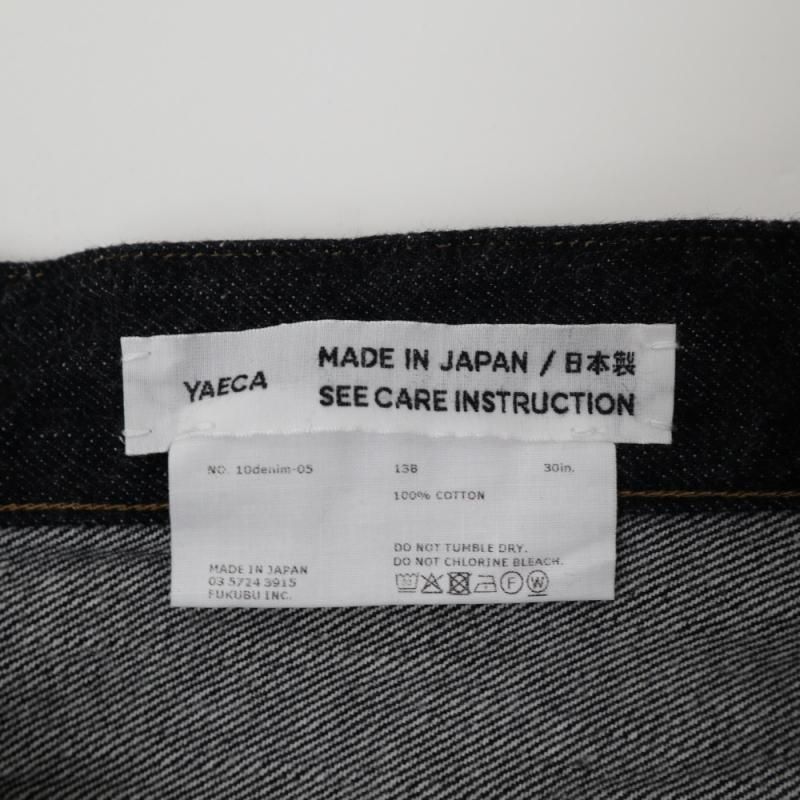 YAECA
MADE IN JAPAN / 日本製
SEE CARE INSTRUCTION
NO. 10denim-05 13B 30in.
100% COTTON
DO NOT TUMBLE DRY.
DO NOT CHLORINE BLEACH.
MADE IN JAPAN
03 5724 3915
FUKUBU INC.
F W